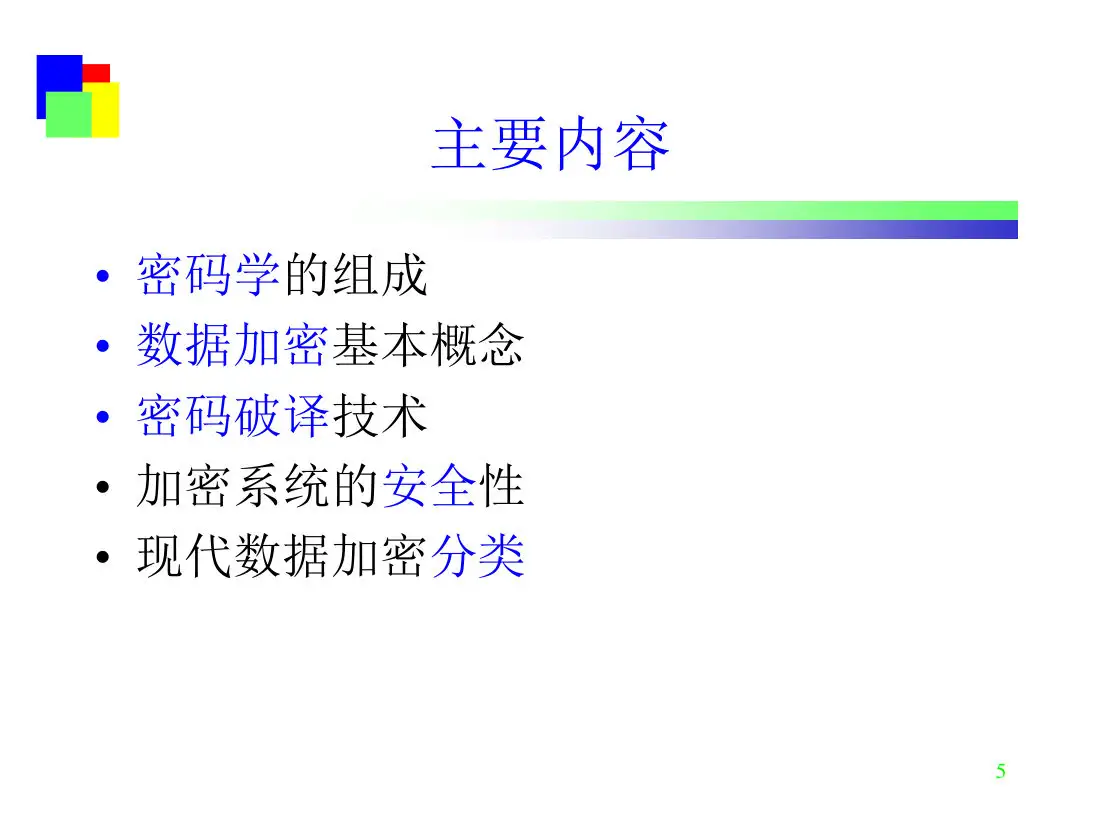 主要内容
• 密码学的组成
• 数据加密基本概念
• 密码破译技术
• 加密系统的安全性
• 现代数据加密分类
5